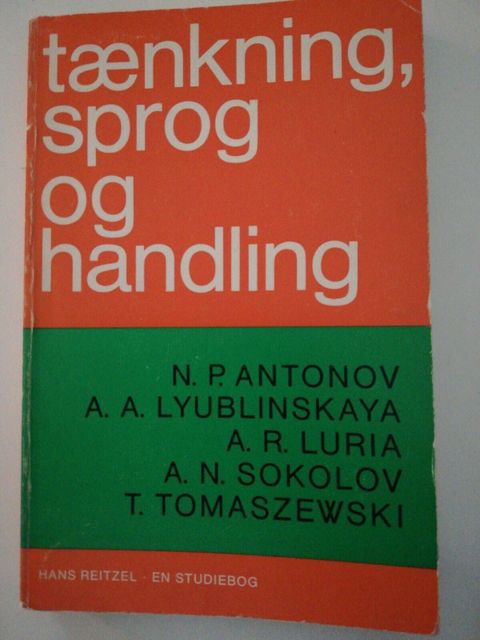 tænkning,
sprog
og
handling
N. P. ANTONOV
A. A. LYUBLINSKAYA
A. R. LURIA
A. N. SOKOLOV
T. TOMASZEWSKI
HANS REITZEL · EN STUDIEBOG